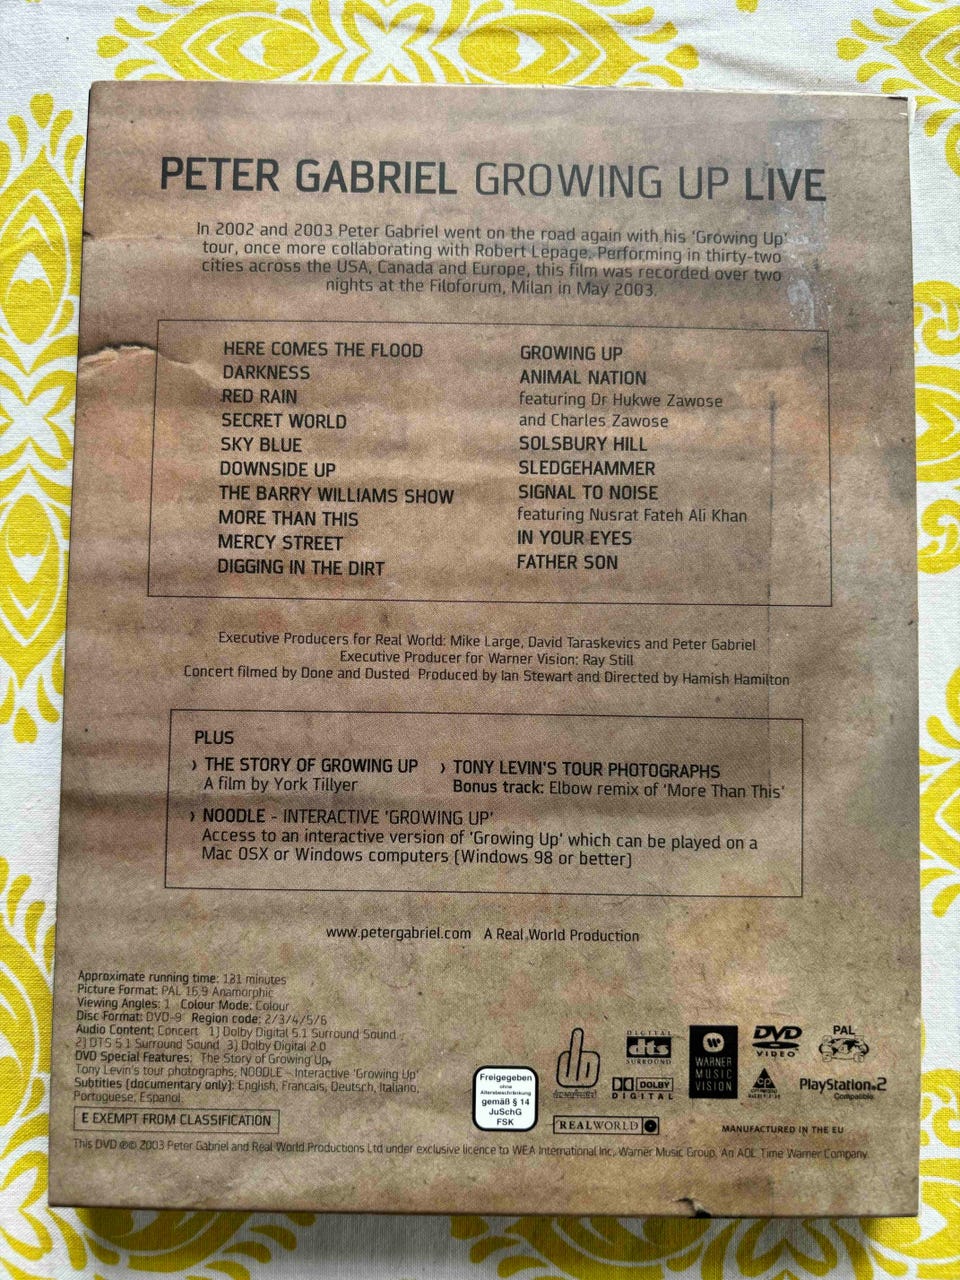 PETER GABRIEL GROWING UP LIVE
In 2002 and 2003 Peter Gabriel went on the road again with his 'Growing Up'
tour, once more collaborating with Robert Lepage. Performing in thirty-two
cities across the USA, Canada and Europe, this film was recorded over two
nights at the Filoforum, Milan in May 2003.
HERE COMES THE FLOOD
DARKNESS
RED RAIN
SECRET WORLD
SKY BLUE
DOWNSIDE UP
THE BARRY WILLIAMS SHOW
MORE THAN THIS
MERCY STREET
DIGGING IN THE DIRT
GROWING UP
ANIMAL NATION
featuring Dr Hukwe Zawose
and Charles Zawose
SOLSBURY HILL
SLEDGEHAMMER
SIGNAL TO NOISE
featuring Nusrat Fateh Ali Khan
IN YOUR EYES
FATHER SON
Executive Producers for Real World: Mike Large, David Taraskevics and Peter Gabriel
Executive Producer for Warner Vision: Ray Still
Concert filmed by Done and Dusted Produced by Ian Stewart and Directed by Hamish Hamilton
PLUS
› THE STORY OF GROWING UP
A film by York Tillyer
› TONY LEVIN'S TOUR PHOTOGRAPHS
Bonus track: Elbow remix of 'More Than This'
› NOODLE - INTERACTIVE 'GROWING UP'
Access to an interactive version of 'Growing Up' which can be played on a
Mac OSX or Windows computers (Windows 98 or better)
www.petergabriel.com A Real World Production
Approximate running time: 131 minutes
Picture Format: PAL 16.9 Anamorphic
Viewing Angles: 1 Colour Mode: Colour
Disc Format: DVD-9 Region code: 2/3/4/5/6
Audio Content: Concert 1) Dolby Digital 5.1 Surround Sound
2) DTS 5.1 Surround Sound 3) Dolby Digital 2.0
DVD Special Features: The Story of Growing Up,
Tony Levin's tour photographs; NOODLE - Interactive 'Growing Up'
Subtitles (documentary only): English, Francais, Deutsch, Italiano,
Portuguese, Espanol
E EXEMPT FROM CLASSIFICATION
Freigegeben
ohne
Altersbeschränkung
gemäß § 14
JuSchG
FSK
DIGITAL
dts
SURROUND
DOLBY
DIGITAL
WARNER
MUSIC
VISION
DVD
VIDEO
PAL
2 3 4 5 6
PlayStation.2
Compatible
REALWORLD
MANUFACTURED IN THE EU
This DVD ℗© 2003 Peter Gabriel and Real World Productions Ltd under exclusive licence to WEA International Inc, Warner Music Group, An AOL Time Warner Company.